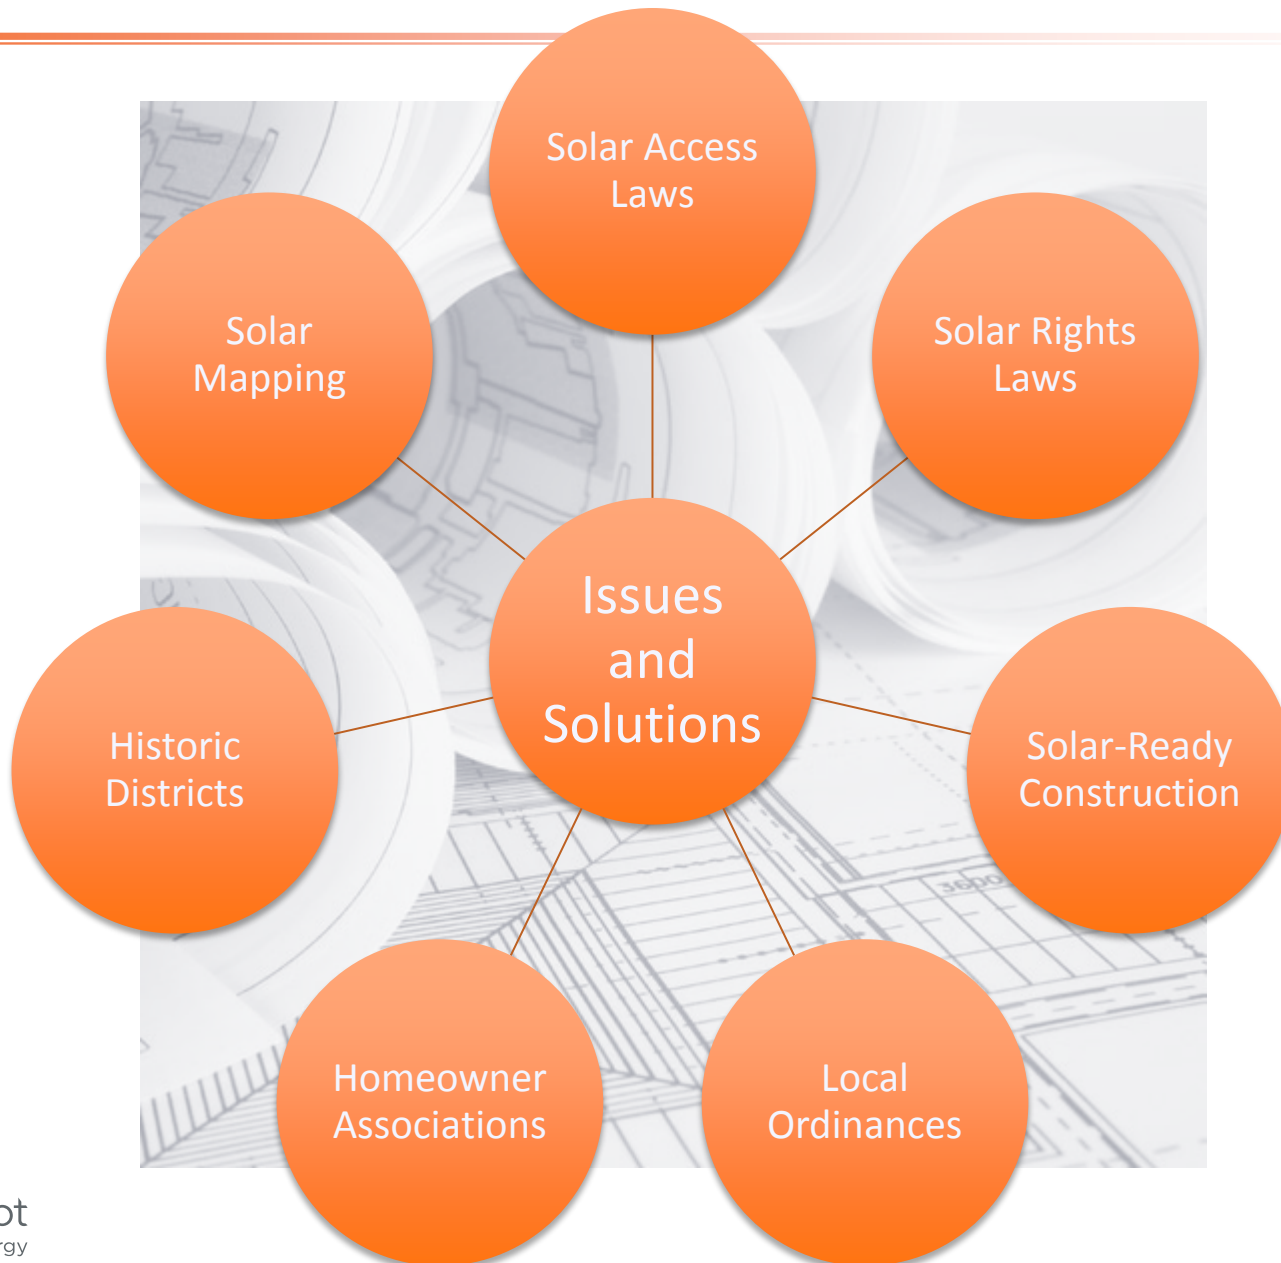 Solar Access
Laws
Solar Rights
Laws
Solar-Ready
Construction
Local
Ordinances
Homeowner
Associations
Historic
Districts
Solar
Mapping
Issues
and
Solutions
3600